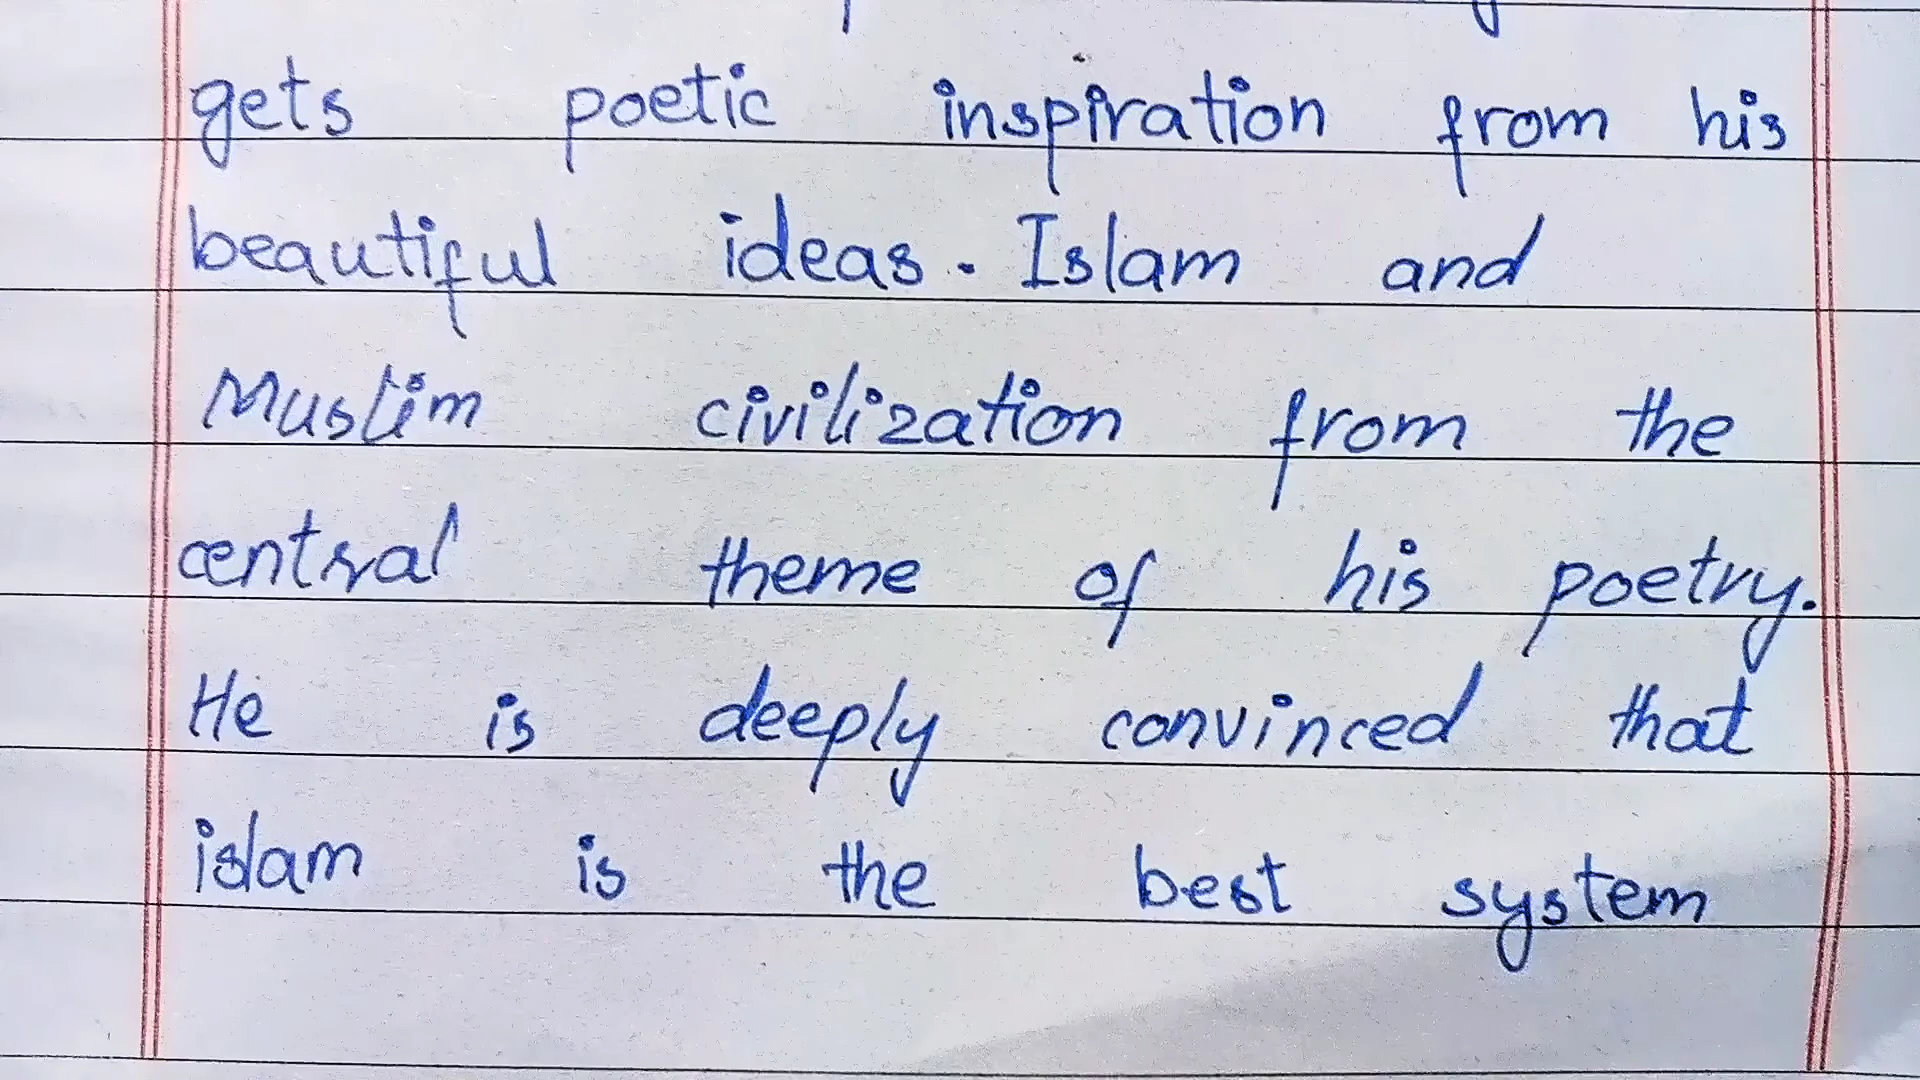 gets poetic inspiration from his
beautiful ideas. Islam and
Muslim civilization from the
central theme of his poetry.
He is deeply convinced that
islam is the best system